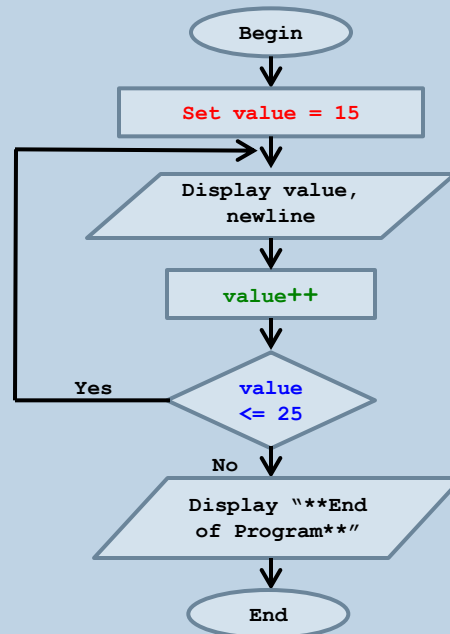 Begin
Set value = 15
Display value,
newline
value++
value
<= 25
Yes
No
Display “**End
of Program**”
End